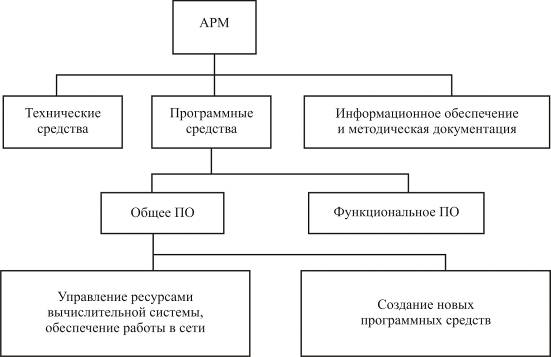 АРМ
Технические
средства
Программные
средства
Информационное обеспечение
и методическая документация
Общее ПО
Функциональное ПО
Управление ресурсами
вычислительной системы,
обеспечение работы в сети
Создание новых
программных средств